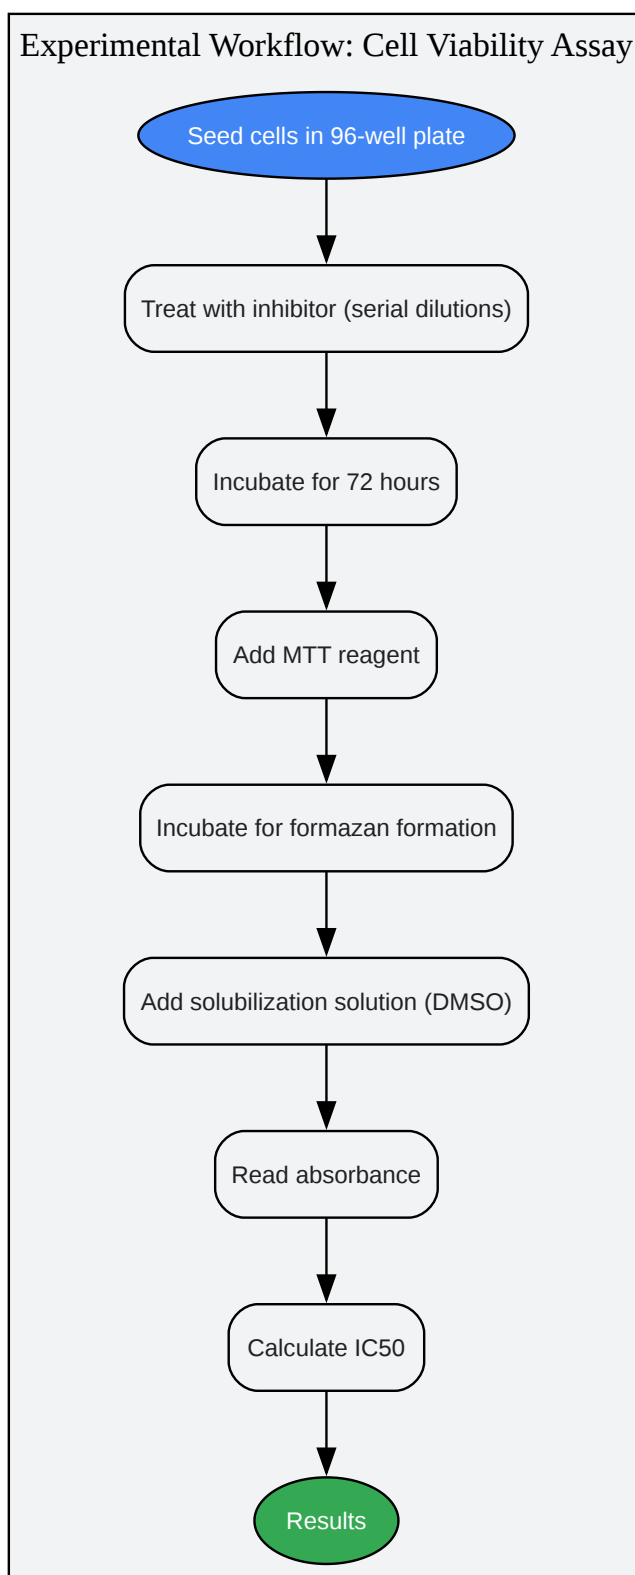 Experimental Workflow: Cell Viability Assay
Seed cells in 96-well plate
Treat with inhibitor (serial dilutions)
Incubate for 72 hours
Add MTT reagent
Incubate for formazan formation
Add solubilization solution (DMSO)
Read absorbance
Calculate IC50
Results